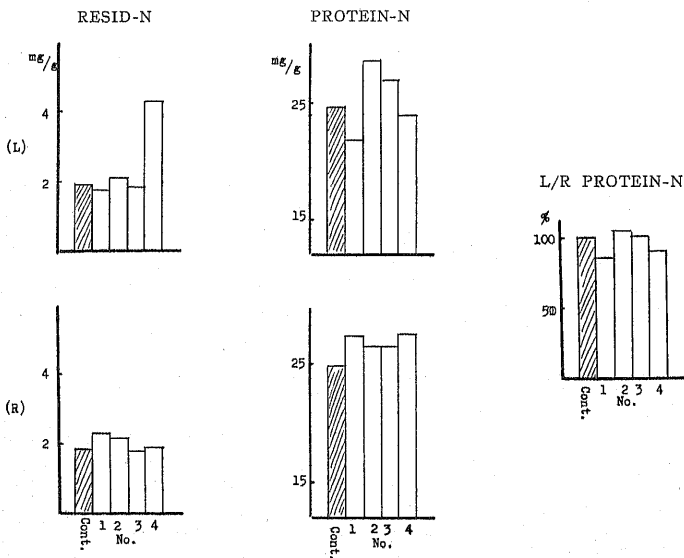 RESID-N
PROTEIN-N
mg/g
4
2
(L)
mg/g
25
15
L/R PROTEIN-N
%
100
50
Cont.
1 2 3 4
No.
4
2
(R)
Cont.
1 2 3 4
No.
25
15
Cont.
1 2 3 4
No.